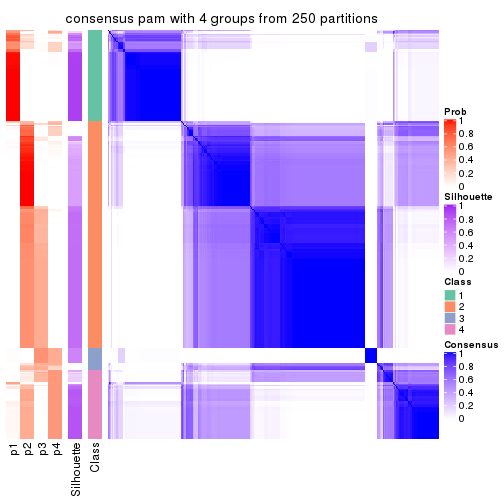 consensus pam with 4 groups from 250 partitions
Prob
1
0.8
0.6
0.4
0.2
0
Silhouette
1
0.8
0.6
0.4
0.2
0
Class
1
2
3
4
Consensus
1
0.8
0.6
0.4
0.2
0
p1
p2
p3
p4
Silhouette
Class